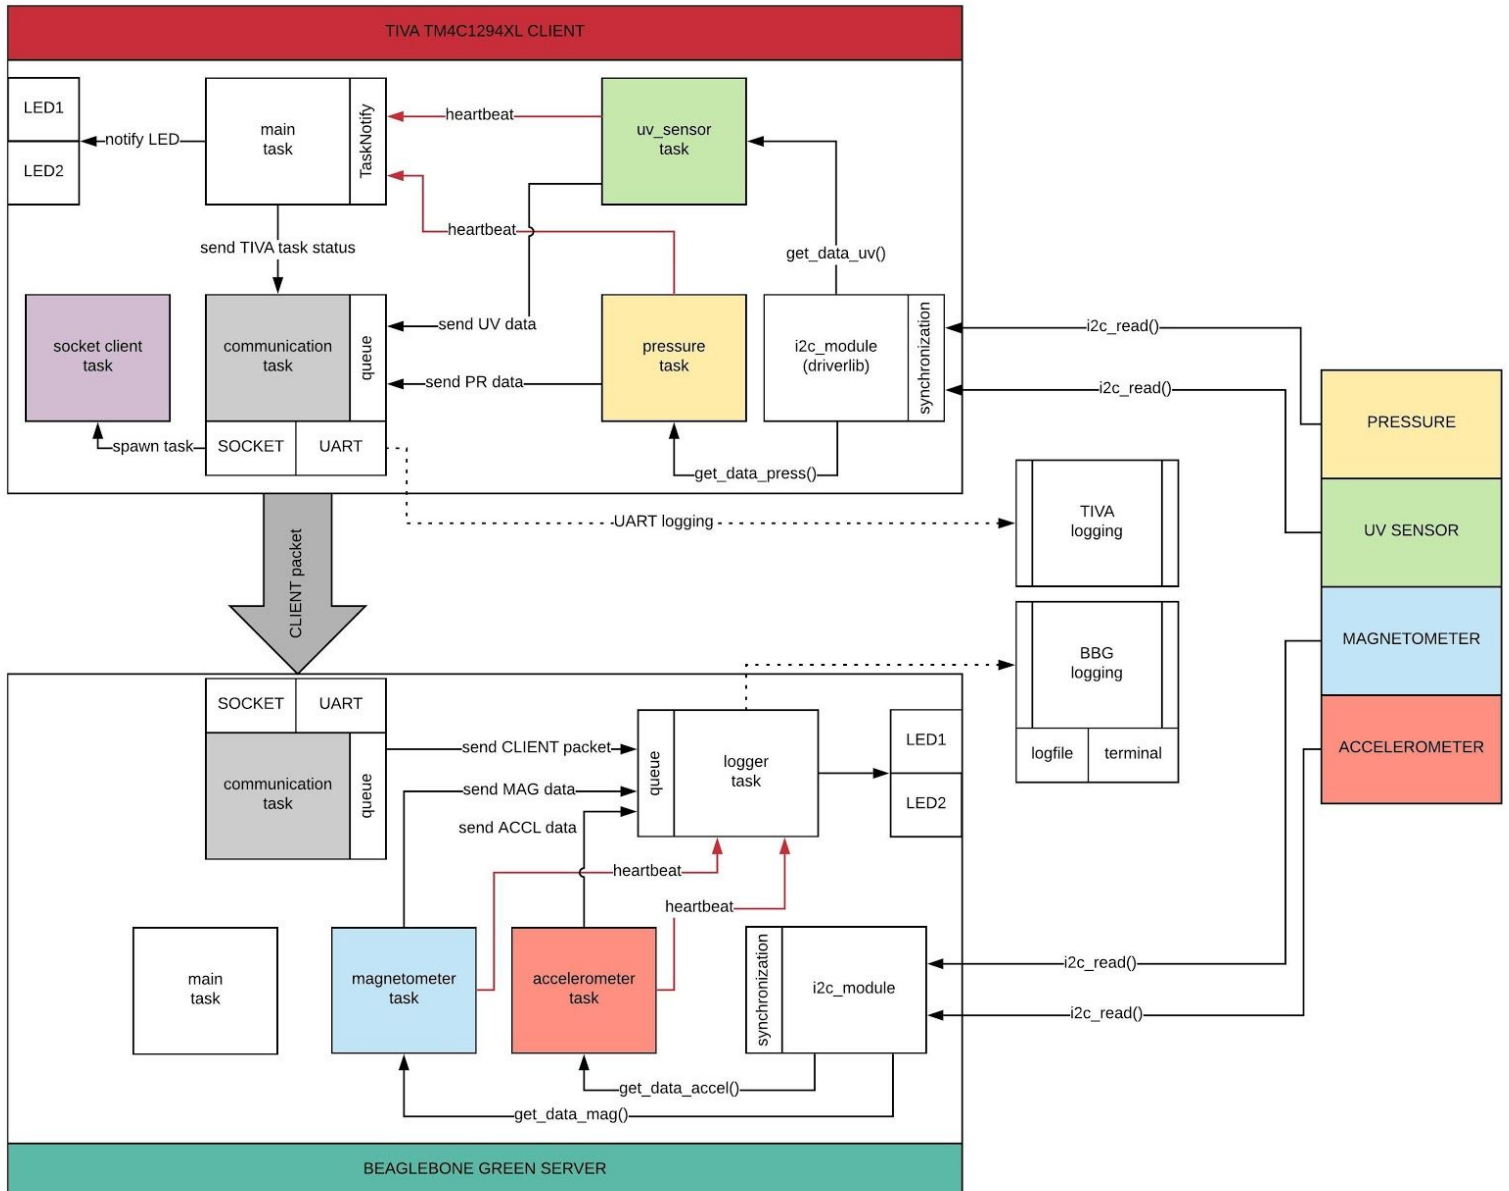 TIVA TM4C1294XL CLIENT
LED1
LED2
notify LED
main
task
TaskNotify
heartbeat
uv_sensor
task
heartbeat
send TIVA task status
get_data_uv()
socket client
task
communication
task
queue
send UV data
send PR data
pressure
task
i2c_module
(driverlib)
synchronization
i2c_read()
i2c_read()
spawn task
SOCKET
UART
get_data_press()
PRESSURE
UV SENSOR
MAGNETOMETER
ACCELEROMETER
UART logging
TIVA
logging
CLIENT packet
BBG
logging
logfile
terminal
SOCKET
UART
communication
task
queue
send CLIENT packet
send MAG data
send ACCL data
queue
logger
task
LED1
LED2
heartbeat
heartbeat
main
task
magnetometer
task
accelerometer
task
synchronization
i2c_module
i2c_read()
i2c_read()
get_data_accel()
get_data_mag()
BEAGLEBONE GREEN SERVER